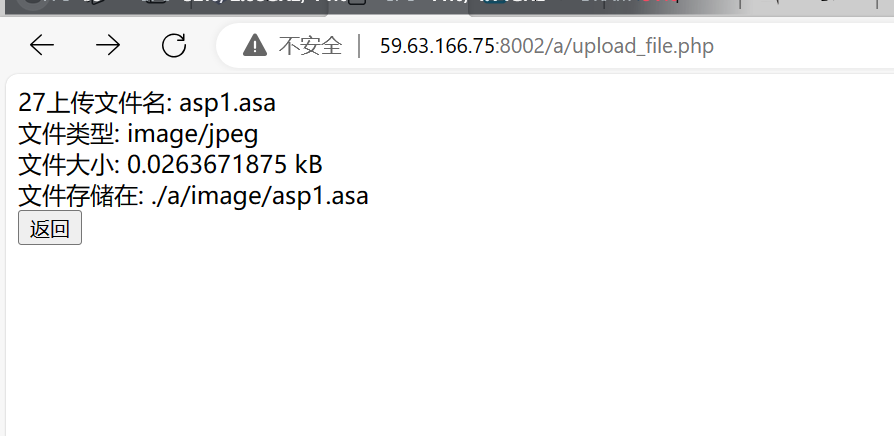 不安全 59.63.166.75:8002/a/upload_file.php
27上传文件名: asp1.asa
文件类型: image/jpeg
文件大小: 0.0263671875 kB
文件存储在: ./a/image/asp1.asa
返回